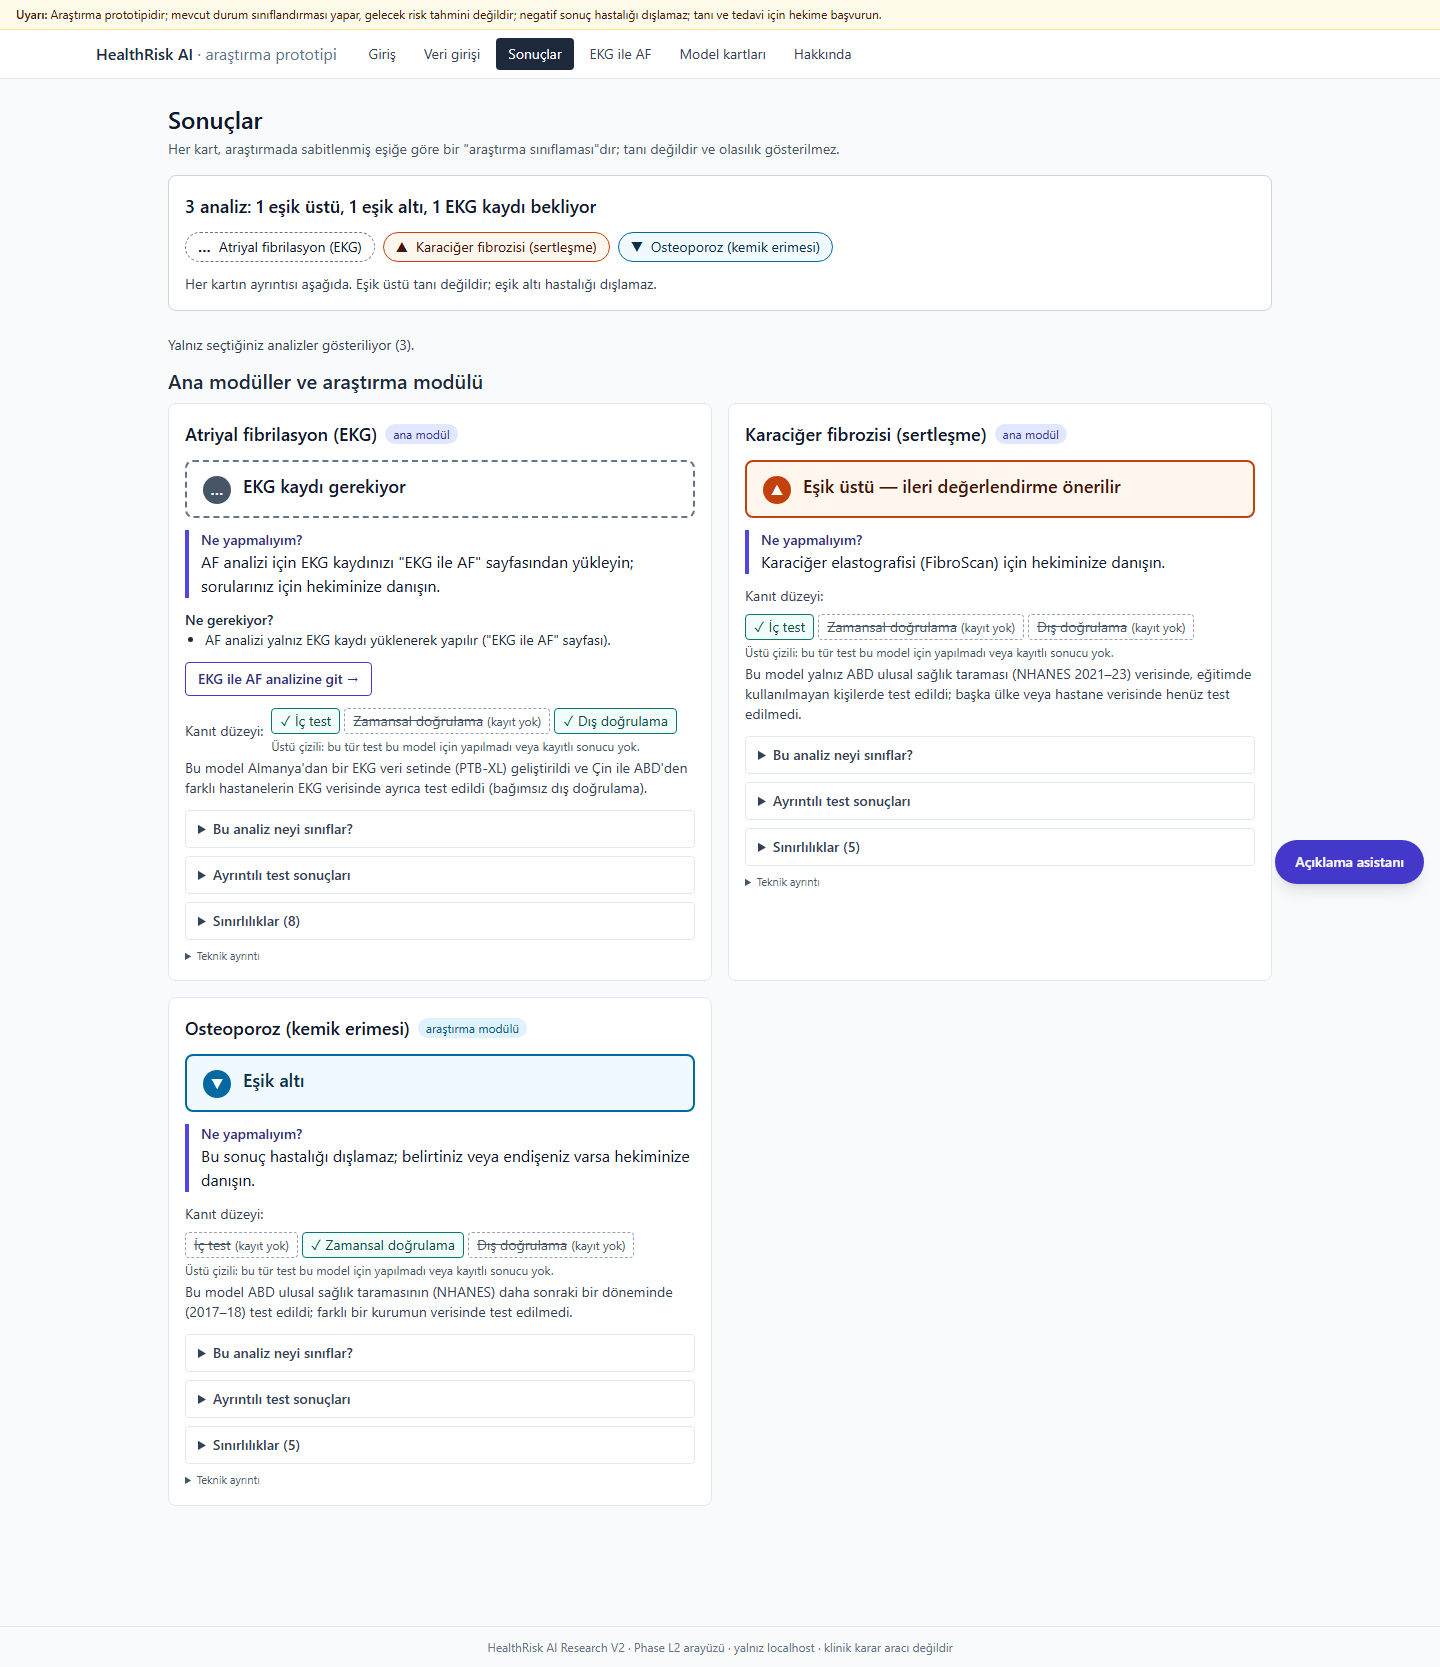 Uyarı: Araştırma prototipidir; mevcut durum sınıflandırması yapar, gelecek risk tahmini değildir; negatif sonuç hastalığı dışlamaz; tanı ve tedavi için hekime başvurun.
HealthRisk AI · araştırma prototipi Giriş Veri girişi Sonuçlar EKG ile AF Model kartları Hakkında
Sonuçlar
Her kart, araştırmada sabitlenmiş eşiğe göre bir "araştırma sınıflaması"dır; tanı değildir ve olasılık gösterilmez.
3 analiz: 1 eşik üstü, 1 eşik altı, 1 EKG kaydı bekliyor
... Atriyal fibrilasyon (EKG) ▲ Karaciğer fibrozisi (sertleşme) ▼ Osteoporoz (kemik erimesi)
Her kartın ayrıntısı aşağıda. Eşik üstü tanı değildir; eşik altı hastalığı dışlamaz.
Yalnız seçtiğiniz analizler gösteriliyor (3).
Ana modüller ve araştırma modülü
Atriyal fibrilasyon (EKG) ana modül
... EKG kaydı gerekiyor
Ne yapmalıyım?
AF analizi için EKG kaydınızı "EKG ile AF" sayfasından yükleyin;
sorularınız için hekiminize danışın.
Ne gerekiyor?
• AF analizi yalnız EKG kaydı yüklenerek yapılır ("EKG ile AF" sayfası).
EKG ile AF analizine git →
Kanıt düzeyi: ✓ İç test Zamansal doğrulama (kayıt yok) ✓ Dış doğrulama
Üstü çizili: bu tür test bu model için yapılmadı veya kayıtlı sonucu yok.
Bu model Almanya'dan bir EKG veri setinde (PTB-XL) geliştirildi ve Çin ile ABD'den
farklı hastanelerin EKG verisinde ayrıca test edildi (bağımsız dış doğrulama).
▶ Bu analiz neyi sınıflar?
▶ Ayrıntılı test sonuçları
▶ Sınırlılıklar (8)
▶ Teknik ayrıntı
Karaciğer fibrozisi (sertleşme) ana modül
▲ Eşik üstü — ileri değerlendirme önerilir
Ne yapmalıyım?
Karaciğer elastografisi (FibroScan) için hekiminize danışın.
Kanıt düzeyi:
✓ İç test Zamansal doğrulama (kayıt yok) Dış doğrulama (kayıt yok)
Üstü çizili: bu tür test bu model için yapılmadı veya kayıtlı sonucu yok.
Bu model yalnız ABD ulusal sağlık taraması (NHANES 2021–23) verisinde, eğitimde
kullanılmayan kişilerde test edildi; başka ülke veya hastane verisinde henüz test
edilmedi.
▶ Bu analiz neyi sınıflar?
▶ Ayrıntılı test sonuçları
▶ Sınırlılıklar (5)
▶ Teknik ayrıntı
Açıklama asistanı
Osteoporoz (kemik erimesi) araştırma modülü
▼ Eşik altı
Ne yapmalıyım?
Bu sonuç hastalığı dışlamaz; belirtiniz veya endişeniz varsa hekiminize
danışın.
Kanıt düzeyi:
İç test (kayıt yok) ✓ Zamansal doğrulama Dış doğrulama (kayıt yok)
Üstü çizili: bu tür test bu model için yapılmadı veya kayıtlı sonucu yok.
Bu model ABD ulusal sağlık taramasının (NHANES) daha sonraki bir döneminde
(2017–18) test edildi; farklı bir kurumun verisinde test edilmedi.
▶ Bu analiz neyi sınıflar?
▶ Ayrıntılı test sonuçları
▶ Sınırlılıklar (5)
▶ Teknik ayrıntı
HealthRisk AI Research V2 · Phase L2 arayüzü · yalnız localhost · klinik karar aracı değildir